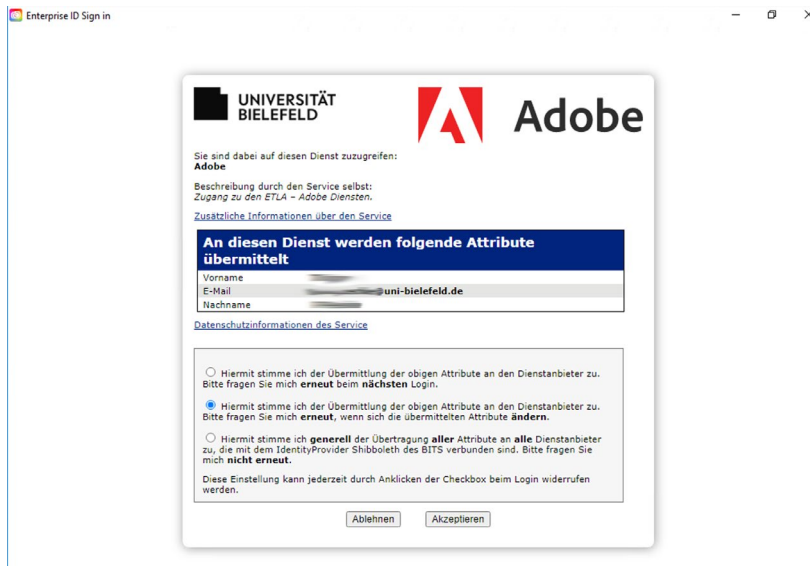 Enterprise ID Sign in
UNIVERSITÄT
BIELEFELD
Adobe
Sie sind dabei auf diesen Dienst zuzugreifen:
Adobe
Beschreibung durch den Service selbst:
Zugang zu den ETLA – Adobe Diensten.
Zusätzliche Informationen über den Service
An diesen Dienst werden folgende Attribute
übermittelt
Vorname
E-Mail @uni-bielefeld.de
Nachname
Datenschutzinformationen des Service
Hiermit stimme ich der Übermittlung der obigen Attribute an den Dienstanbieter zu.
Bitte fragen Sie mich erneut beim nächsten Login.
Hiermit stimme ich der Übermittlung der obigen Attribute an den Dienstanbieter zu.
Bitte fragen Sie mich erneut, wenn sich die übermittelten Attribute ändern.
Hiermit stimme ich generell der Übertragung aller Attribute an alle Dienstanbieter
zu, die mit dem IdentityProvider Shibboleth des BITS verbunden sind. Bitte fragen Sie
mich nicht erneut.
Diese Einstellung kann jederzeit durch Anklicken der Checkbox beim Login widerrufen
werden.
Ablehnen Akzeptieren